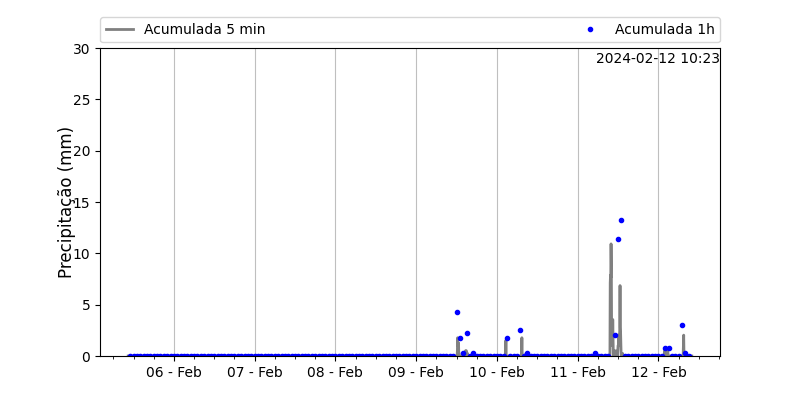 Acumulada 5 min Acumulada 1h
2024-02-12 10:23
Precipitação (mm)
30
25
20
15
10
5
0
06 - Feb 07 - Feb 08 - Feb 09 - Feb 10 - Feb 11 - Feb 12 - Feb